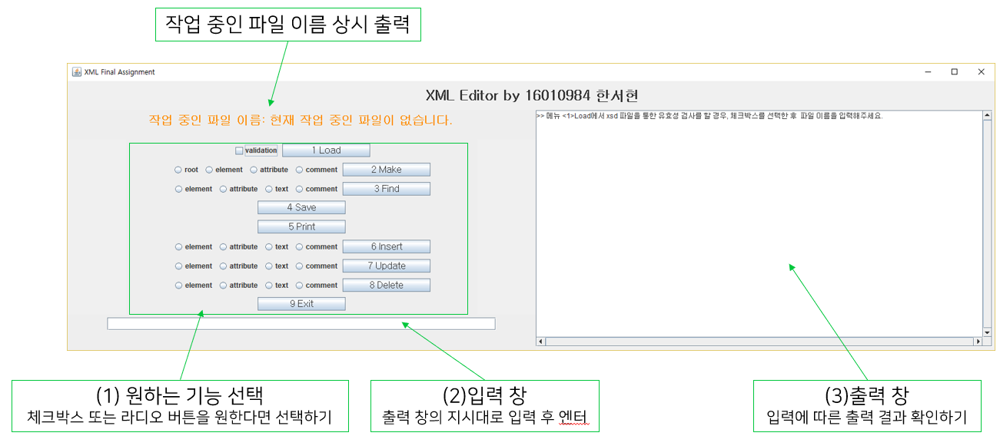 작업 중인 파일 이름 상시 출력
XML Final Assignment
XML Editor by 16010984 한서현
작업 중인 파일 이름: 현재 작업 중인 파일이 없습니다.
>> 메뉴 <1>Load에서 xsd 파일을 통한 유효성 검사를 할 경우, 체크박스를 선택한 후 파일 이름을 입력해주세요.
validation 1 Load
root element attribute comment 2 Make
element attribute text comment 3 Find
4 Save
5 Print
element attribute text comment 6 Insert
element attribute text comment 7 Update
element attribute text comment 8 Delete
9 Exit
(1) 원하는 기능 선택
체크박스 또는 라디오 버튼을 원한다면 선택하기
(2)입력 창
출력 창의 지시대로 입력 후 엔터
(3)출력 창
입력에 따른 출력 결과 확인하기